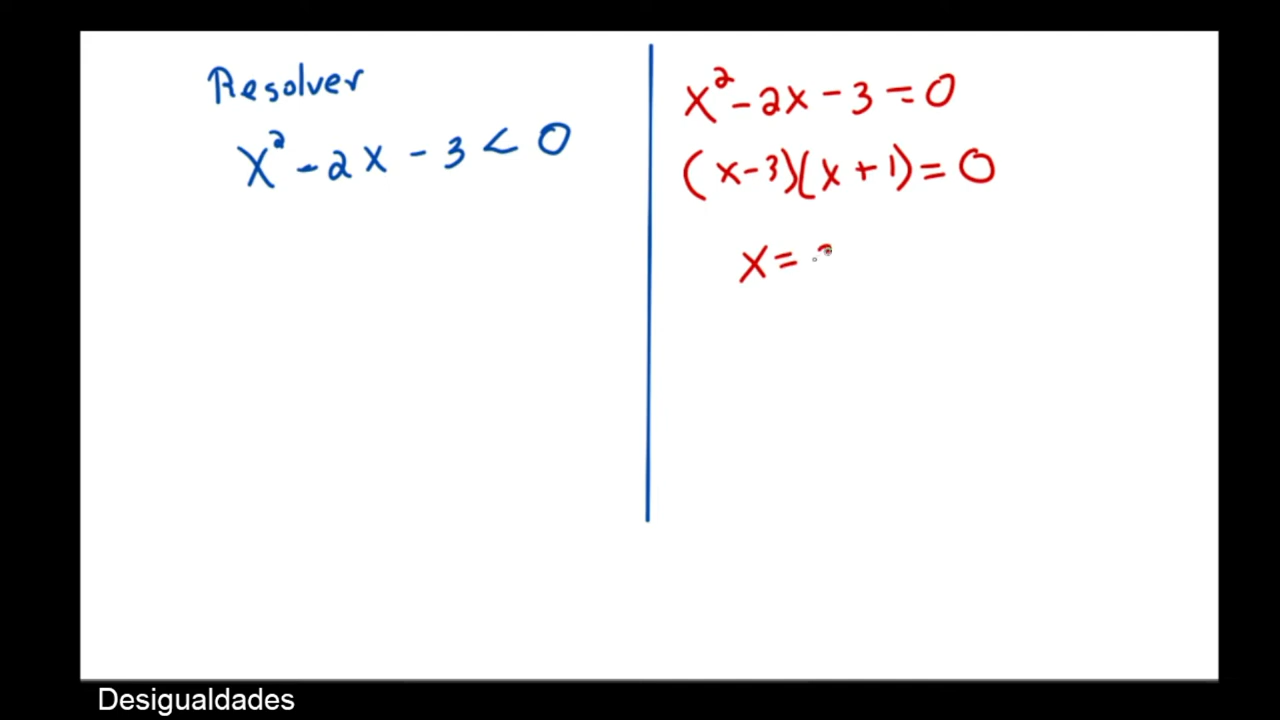 Resolver
x² - 2x - 3 < 0
x² - 2x - 3 = 0
(x - 3)(x + 1) = 0
x =
Desigualdades